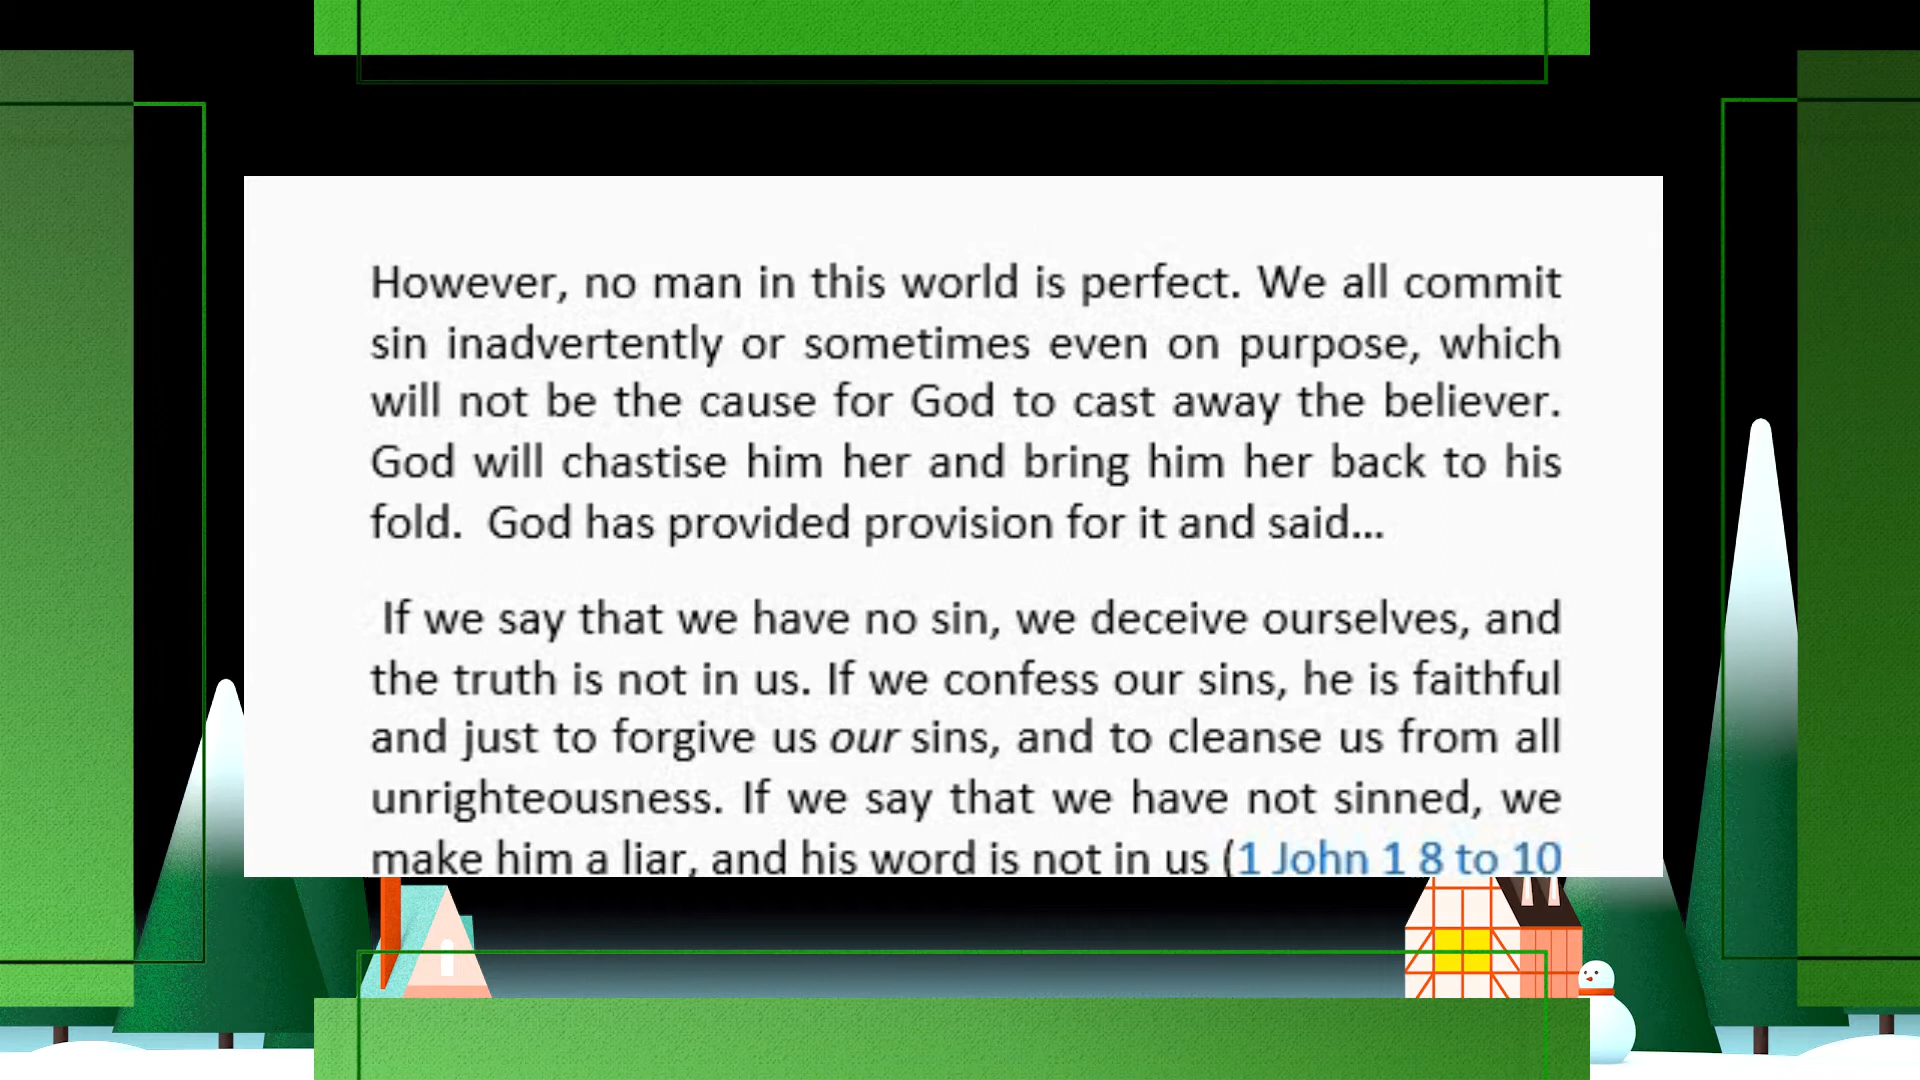 However, no man in this world is perfect. We all commit
sin inadvertently or sometimes even on purpose, which
will not be the cause for God to cast away the believer.
God will chastise him her and bring him her back to his
fold.  God has provided provision for it and said...
If we say that we have no sin, we deceive ourselves, and
the truth is not in us. If we confess our sins, he is faithful
and just to forgive us our sins, and to cleanse us from all
unrighteousness. If we say that we have not sinned, we
make him a liar, and his word is not in us (1 John 1 8 to 10